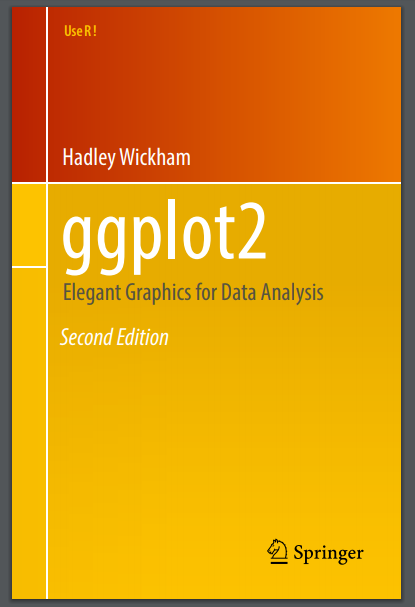 Use R !
Hadley Wickham
ggplot2
Elegant Graphics for Data Analysis
Second Edition
Springer